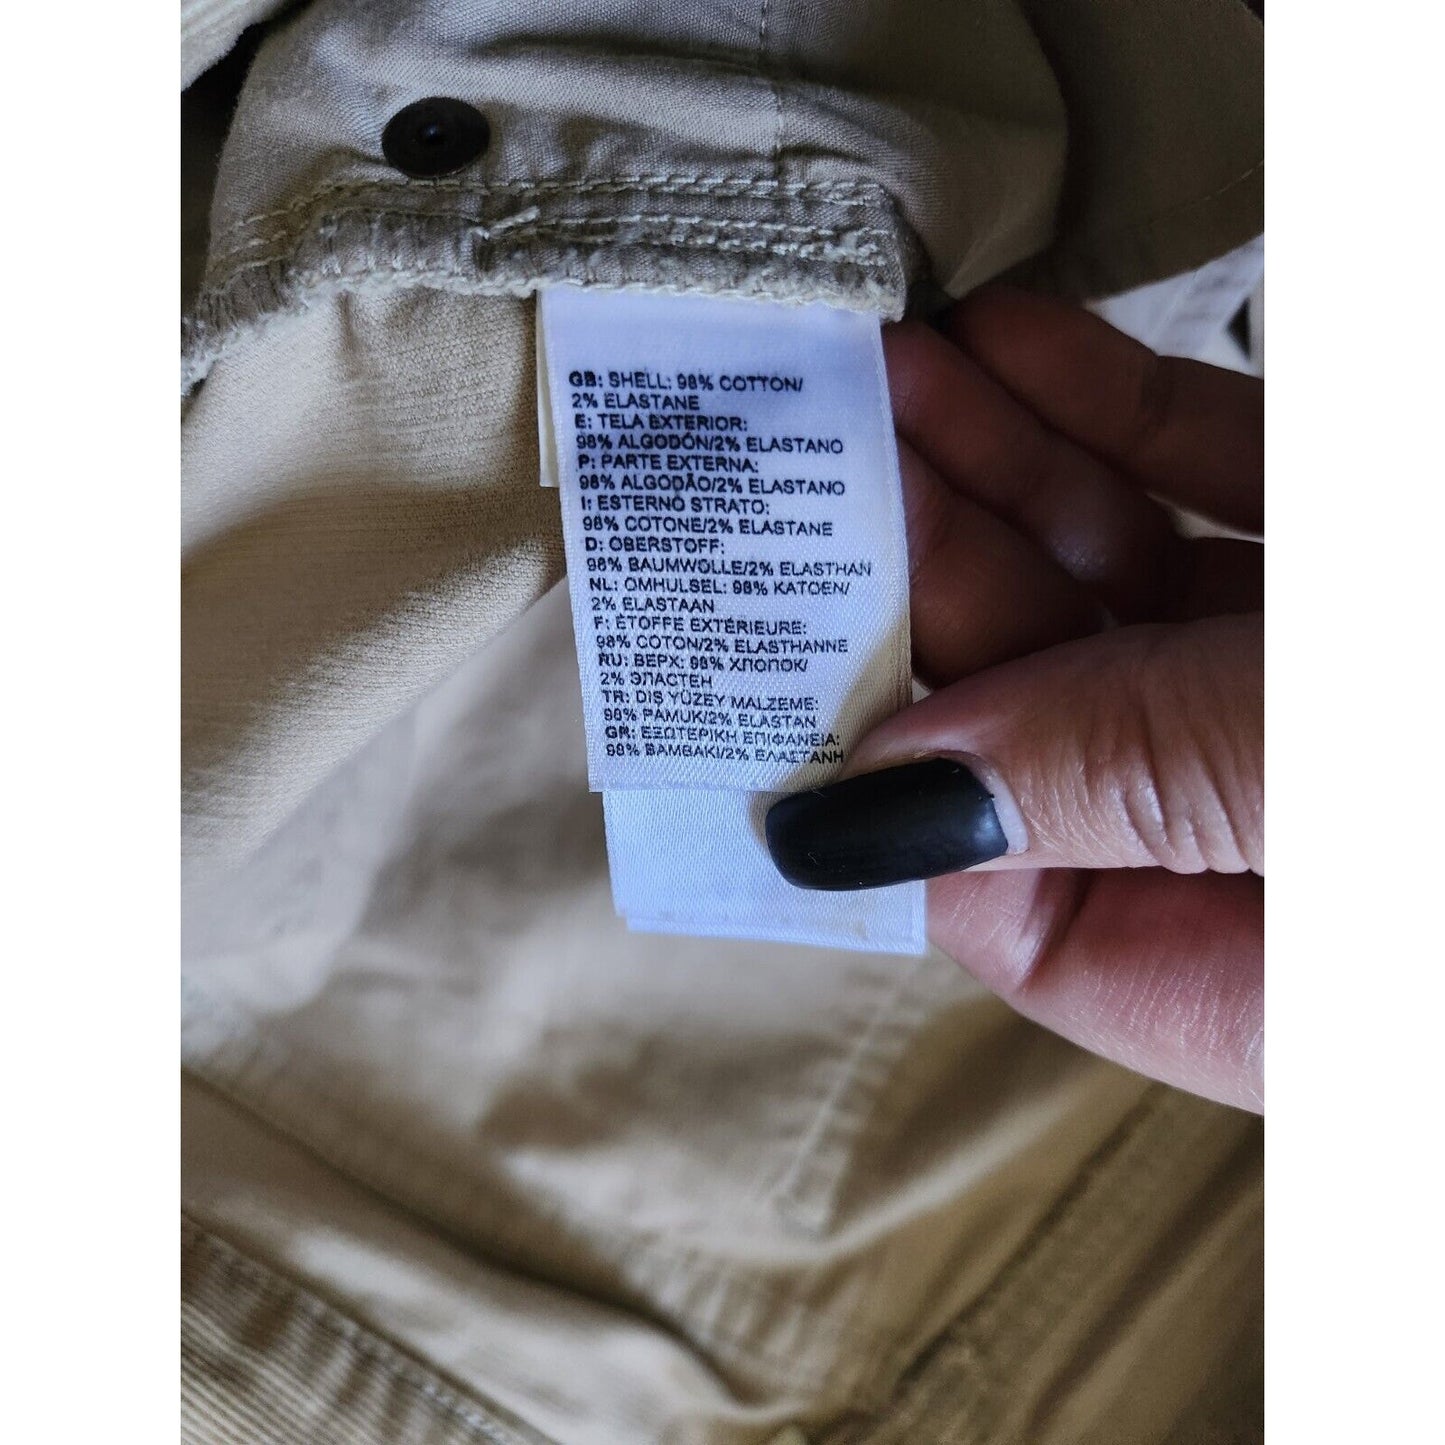 GB: SHELL: 98% COTTON/
2% ELASTANE
E: TELA EXTERIOR:
98% ALGODÓN/2% ELASTANO
P: PARTE EXTERNA:
98% ALGODÃO/2% ELASTANO
I: ESTERNO STRATO:
98% COTONE/2% ELASTANE
D: OBERSTOFF:
98% BAUMWOLLE/2% ELASTHAN
NL: OMHULSEL: 98% KATOEN/
2% ELASTAAN
F: ÉTOFFE EXTÉRIEURE:
98% COTON/2% ELASTHANNE
RU: ВЕРХ: 98% ХЛОПОК/
2% ЭЛАСТЕН
TR: DIS YÜZEY MALZEME:
98% PAMUK/2% ELASTAN
GR: ΕΞΩΤΕΡΙΚΗ ΕΠΙΦΑΝΕΙΑ:
98% ΒΑΜΒΑΚΙ/2% ΕΛΑΣΤΑΝΗ